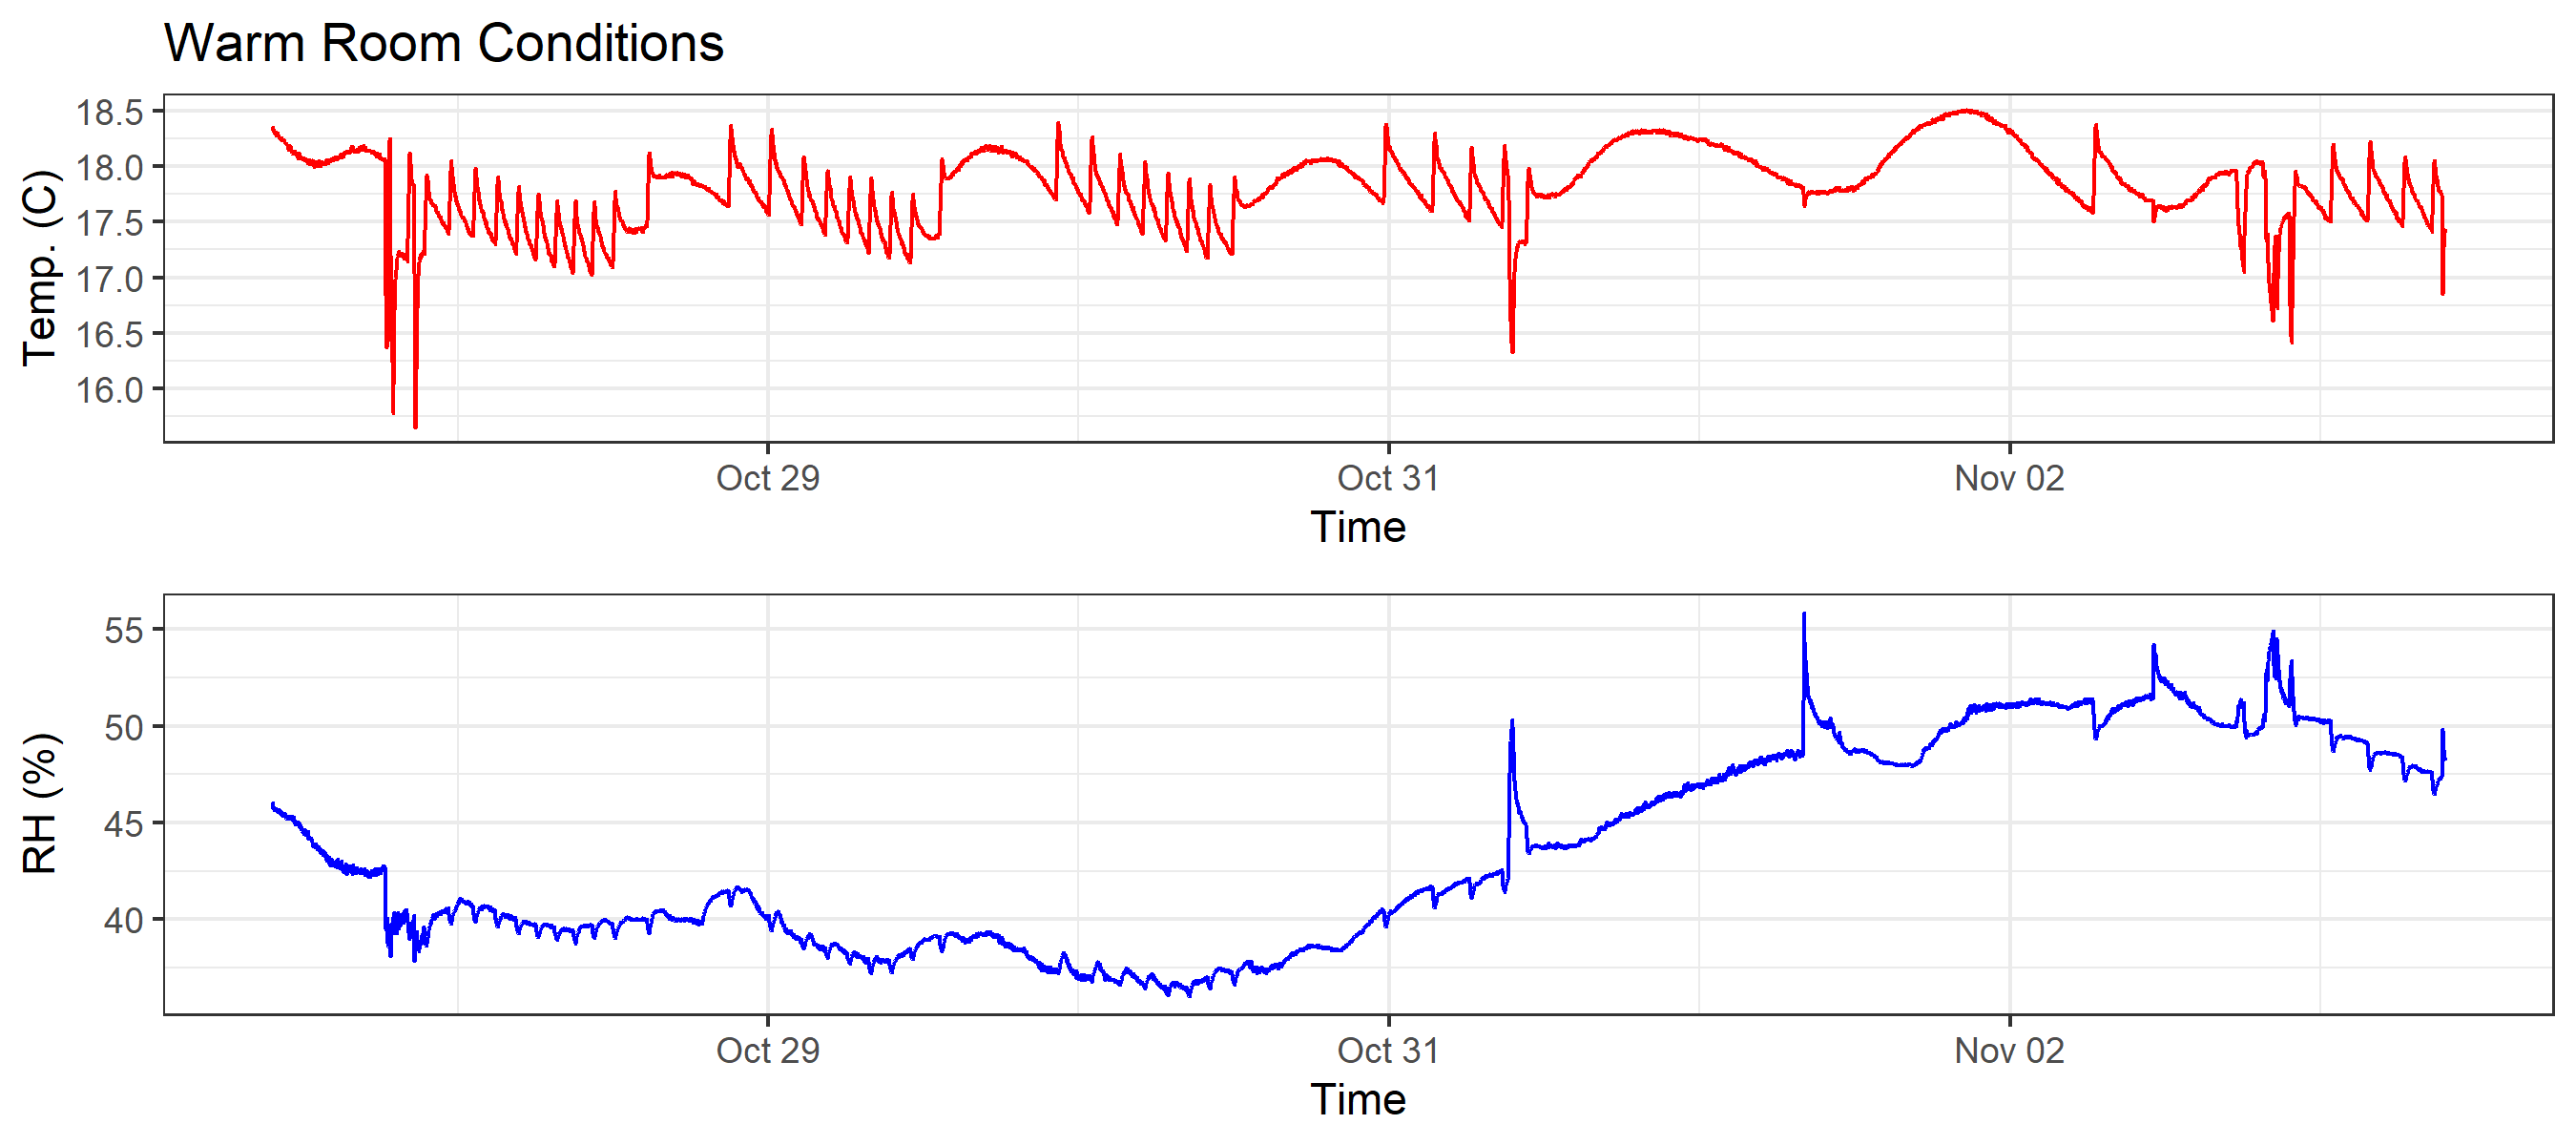 Warm Room Conditions
Temp. (C)
18.5
18.0
17.5
17.0
16.5
16.0
Oct 29 Oct 31 Nov 02
Time
RH (%)
55
50
45
40
Oct 29 Oct 31 Nov 02
Time